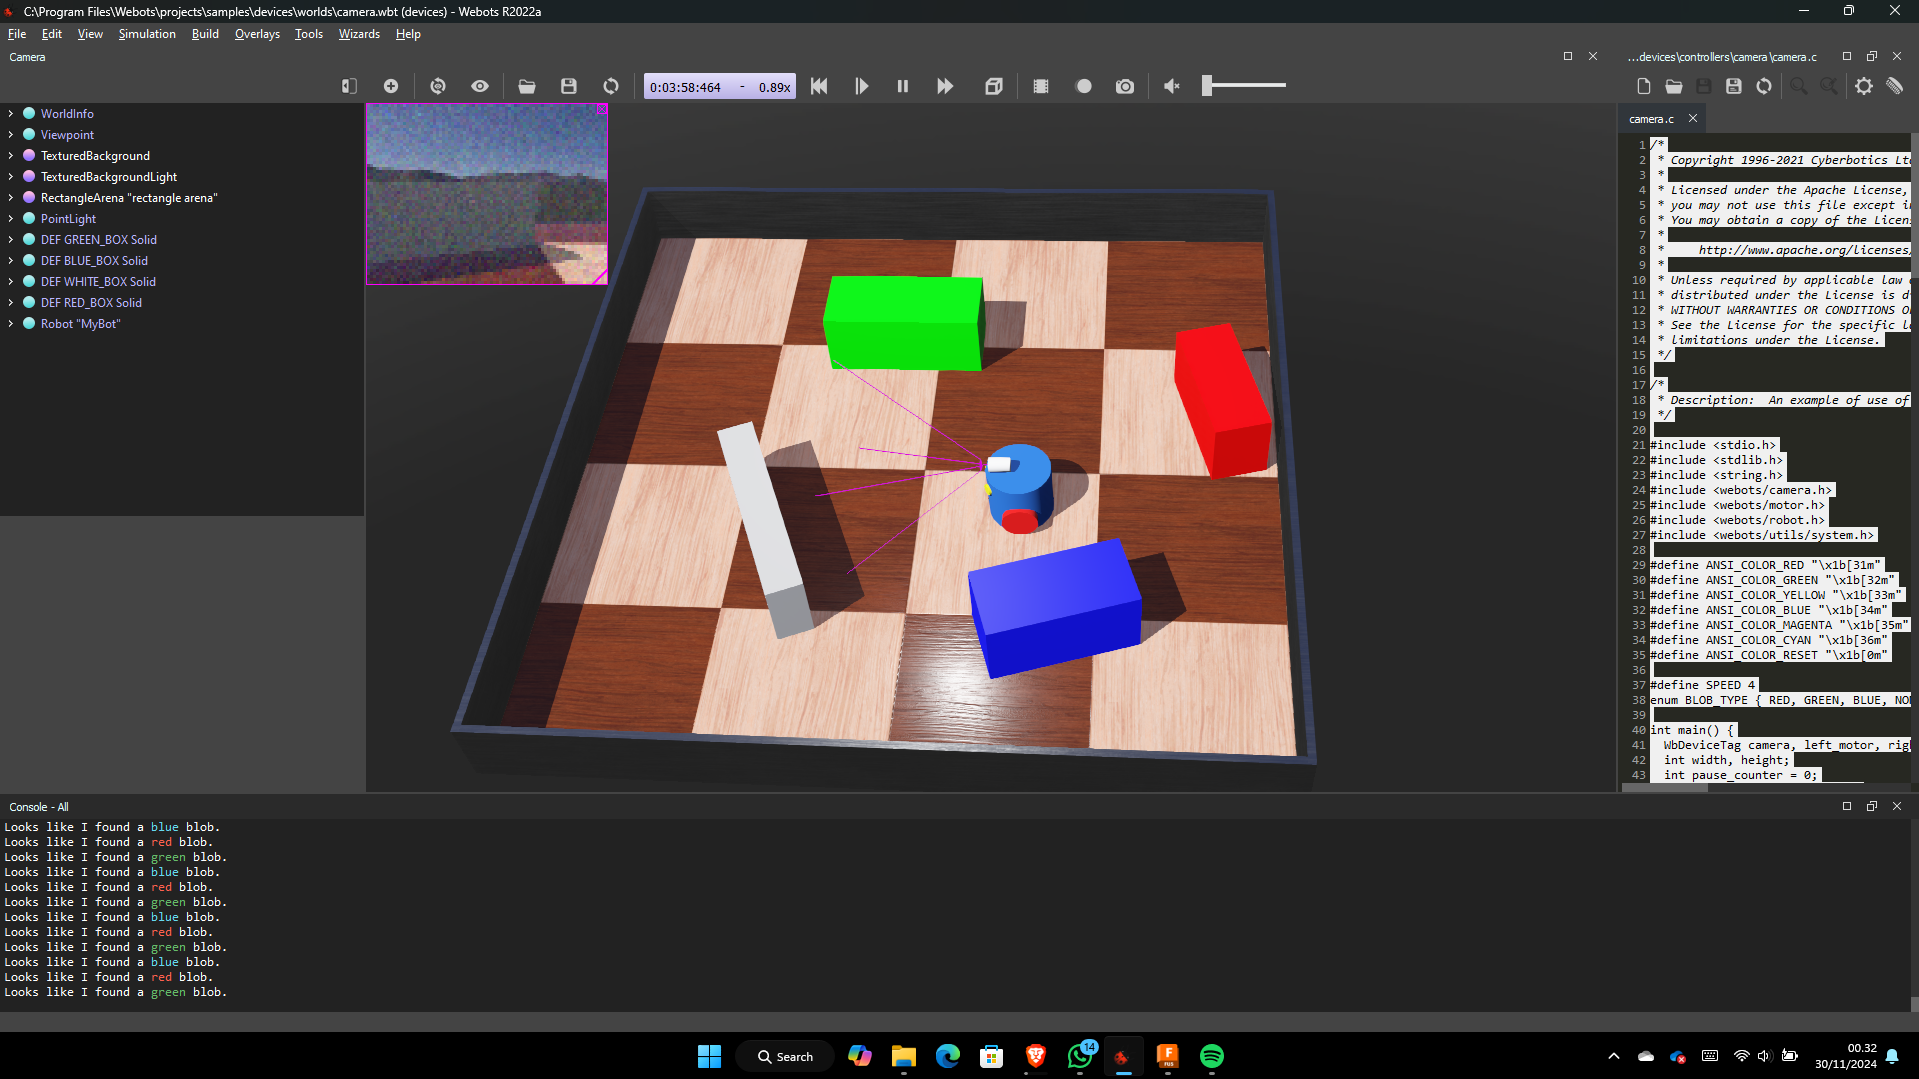 C:\Program Files\Webots\projects\samples\devices\worlds\camera.wbt (devices) - Webots R2022a
File Edit View Simulation Build Overlays Tools Wizards Help
Camera
...devices\controllers\camera\camera.c
0:03:58:464 - 0.89x
WorldInfo
Viewpoint
TexturedBackground
TexturedBackgroundLight
RectangleArena "rectangle arena"
PointLight
DEF GREEN_BOX Solid
DEF BLUE_BOX Solid
DEF WHITE_BOX Solid
DEF RED_BOX Solid
Robot "MyBot"
camera.c
1 /*
2 * Copyright 1996-2021 Cyberbotics Ltd
3 *
4 * Licensed under the Apache License,
5 * you may not use this file except i
6 * You may obtain a copy of the Licens
7 *
8 * http://www.apache.org/licenses/
9 *
10 * Unless required by applicable law
11 * distributed under the License is d
12 * WITHOUT WARRANTIES OR CONDITIONS O
13 * See the License for the specific l
14 * limitations under the License.
15 */
16
17 /*
18 * Description: An example of use of
19 */
20
21 #include <stdio.h>
22 #include <stdlib.h>
23 #include <string.h>
24 #include <webots/camera.h>
25 #include <webots/motor.h>
26 #include <webots/robot.h>
27 #include <webots/utils/system.h>
28
29 #define ANSI_COLOR_RED "\x1b[31m"
30 #define ANSI_COLOR_GREEN "\x1b[32m"
31 #define ANSI_COLOR_YELLOW "\x1b[33m"
32 #define ANSI_COLOR_BLUE "\x1b[34m"
33 #define ANSI_COLOR_MAGENTA "\x1b[35m"
34 #define ANSI_COLOR_CYAN "\x1b[36m"
35 #define ANSI_COLOR_RESET "\x1b[0m"
36
37 #define SPEED 4
38 enum BLOB_TYPE { RED, GREEN, BLUE, NO
39
40 int main() {
41 WbDeviceTag camera, left_motor, rig
42 int width, height;
43 int pause_counter = 0;
Console - All
Looks like I found a blue blob.
Looks like I found a red blob.
Looks like I found a green blob.
Looks like I found a blue blob.
Looks like I found a red blob.
Looks like I found a green blob.
Looks like I found a blue blob.
Looks like I found a red blob.
Looks like I found a green blob.
Looks like I found a blue blob.
Looks like I found a red blob.
Looks like I found a green blob.
Search
14
F
FUS
00.32
30/11/2024